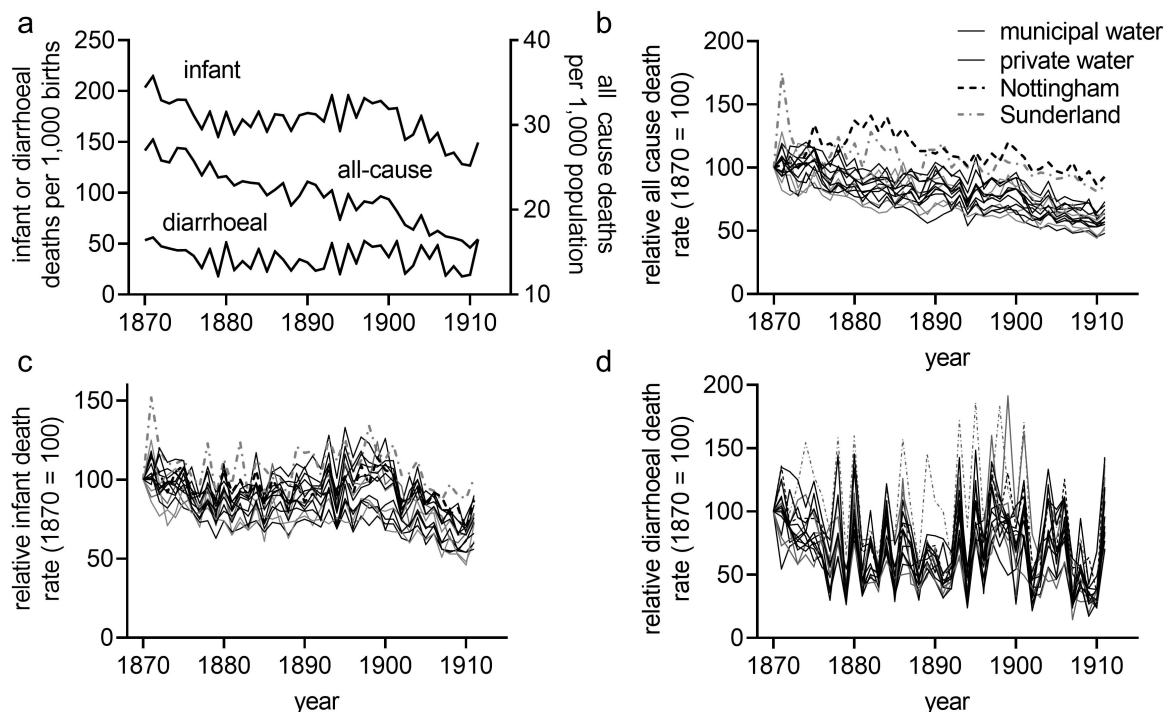 a
infant or diarrhoeal
deaths per 1,000 births
250
200
150
100
50
0
infant
all-cause
diarrhoeal
40
30
20
10
all cause deaths
per 1,000 population
1870 1880 1890 1900 1910
b
relative all cause death
rate (1870 = 100)
200
150
100
50
0
municipal water
private water
Nottingham
Sunderland
1870 1880 1890 1900 1910
year
c
relative infant death
rate (1870 = 100)
150
100
50
0
1870 1880 1890 1900 1910
year
d
relative diarrhoeal death
rate (1870 = 100)
200
150
100
50
0
1870 1880 1890 1900 1910
year